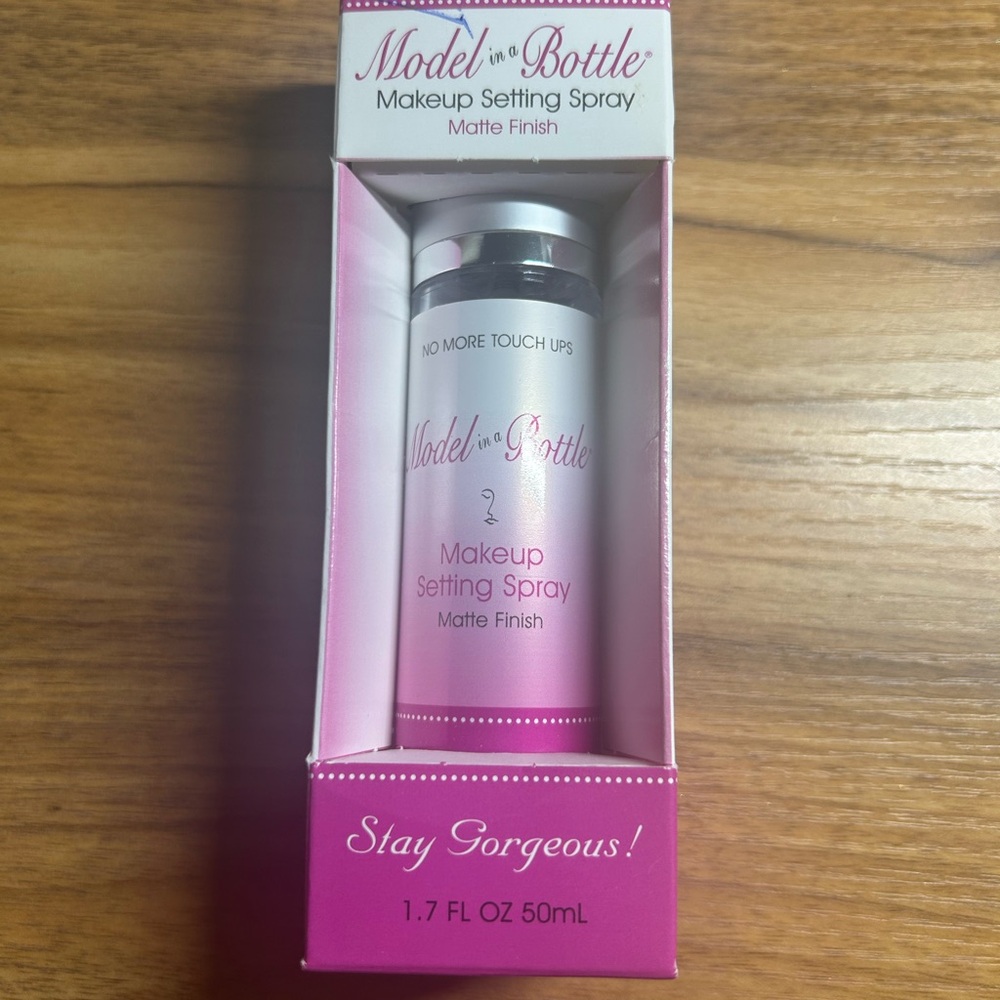 Model in a Bottle®
Makeup Setting Spray
Matte Finish
NO MORE TOUCH UPS
Model in a Bottle
Makeup
Setting Spray
Matte Finish
Stay Gorgeous!
1.7 FL OZ 50mL